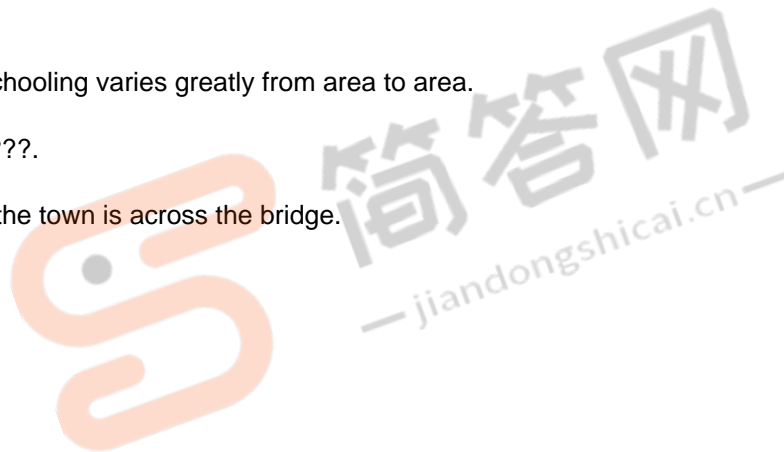 chooling varies greatly from area to area.
??.
the town is across the bridge.
简答网
jiandongshicai.cn